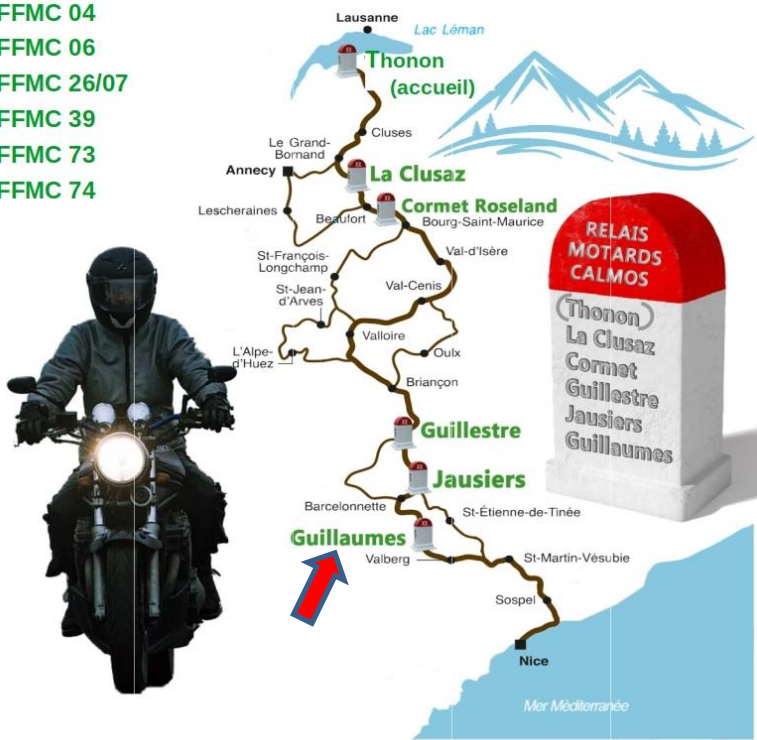 FFMC 04
FFMC 06
FFMC 26/07
FFMC 39
FFMC 73
FFMC 74
Lausanne
Lac Léman
Thonon
(accueil)
Cluses
Le Grand-
Bornand
Annecy
La Clusaz
Lescheraines
Beaufort
Cormet Roseland
Bourg-Saint-Maurice
St-François-
Longchamp
Val-d'Isère
St-Jean-
d'Arves
Val-Cenis
Valloire
L'Alpe-
d'Huez
Oulx
Briançon
Guillestre
Jausiers
Barcelonnette
St-Étienne-de-Tinée
Guillaumes
Valberg
St-Martin-Vésubie
Sospel
Nice
Mer Méditerranée
RELAIS
MOTARDS
CALMOS
(Thonon)
La Clusaz
Cormet
Guillestre
Jausiers
Guillaumes